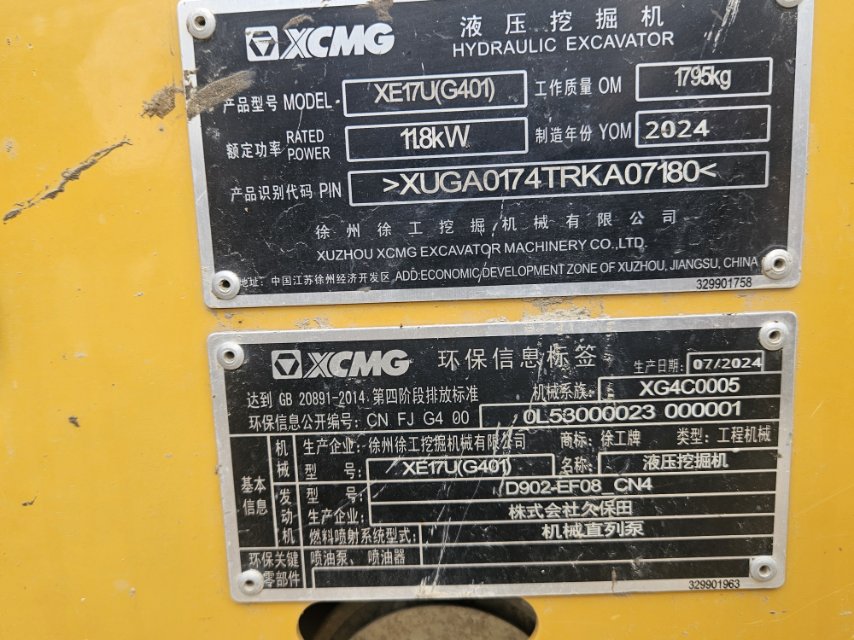 XCMG 液压挖掘机
HYDRAULIC EXCAVATOR
产品型号 MODEL XE17U(G401) 工作质量 OM 1795kg
额定功率 RATED POWER 11.8kW 制造年份 YOM 2024
产品识别代码 PIN >XUGA0174TRKA07180<
徐州徐工挖掘机械有限公司
XUZHOU XCMG EXCAVATOR MACHINERY CO.,LTD.
地址: 中国江苏徐州经济开发区 ADD:ECONOMIC DEVELOPMENT ZONE OF XUZHOU, JIANGSU, CHINA
329901758
XCMG 环保信息标签 生产日期: 07/2024
达到 GB 20891-2014 第四阶段排放标准 机械系族: XG4C0005
环保信息公开编号: CN FJ G4 00 0L53000023 000001
基本信息
机械
生产企业: 徐州徐工挖掘机械有限公司 商标: 徐工牌 类型: 工程机械
型号: XE17U(G401) 名称: 液压挖掘机
发动机
型号: D902-EF08_CN4
生产企业: 株式会社久保田
燃料喷射系统型式: 机械直列泵
环保关键零部件 喷油泵、喷油器
329901963